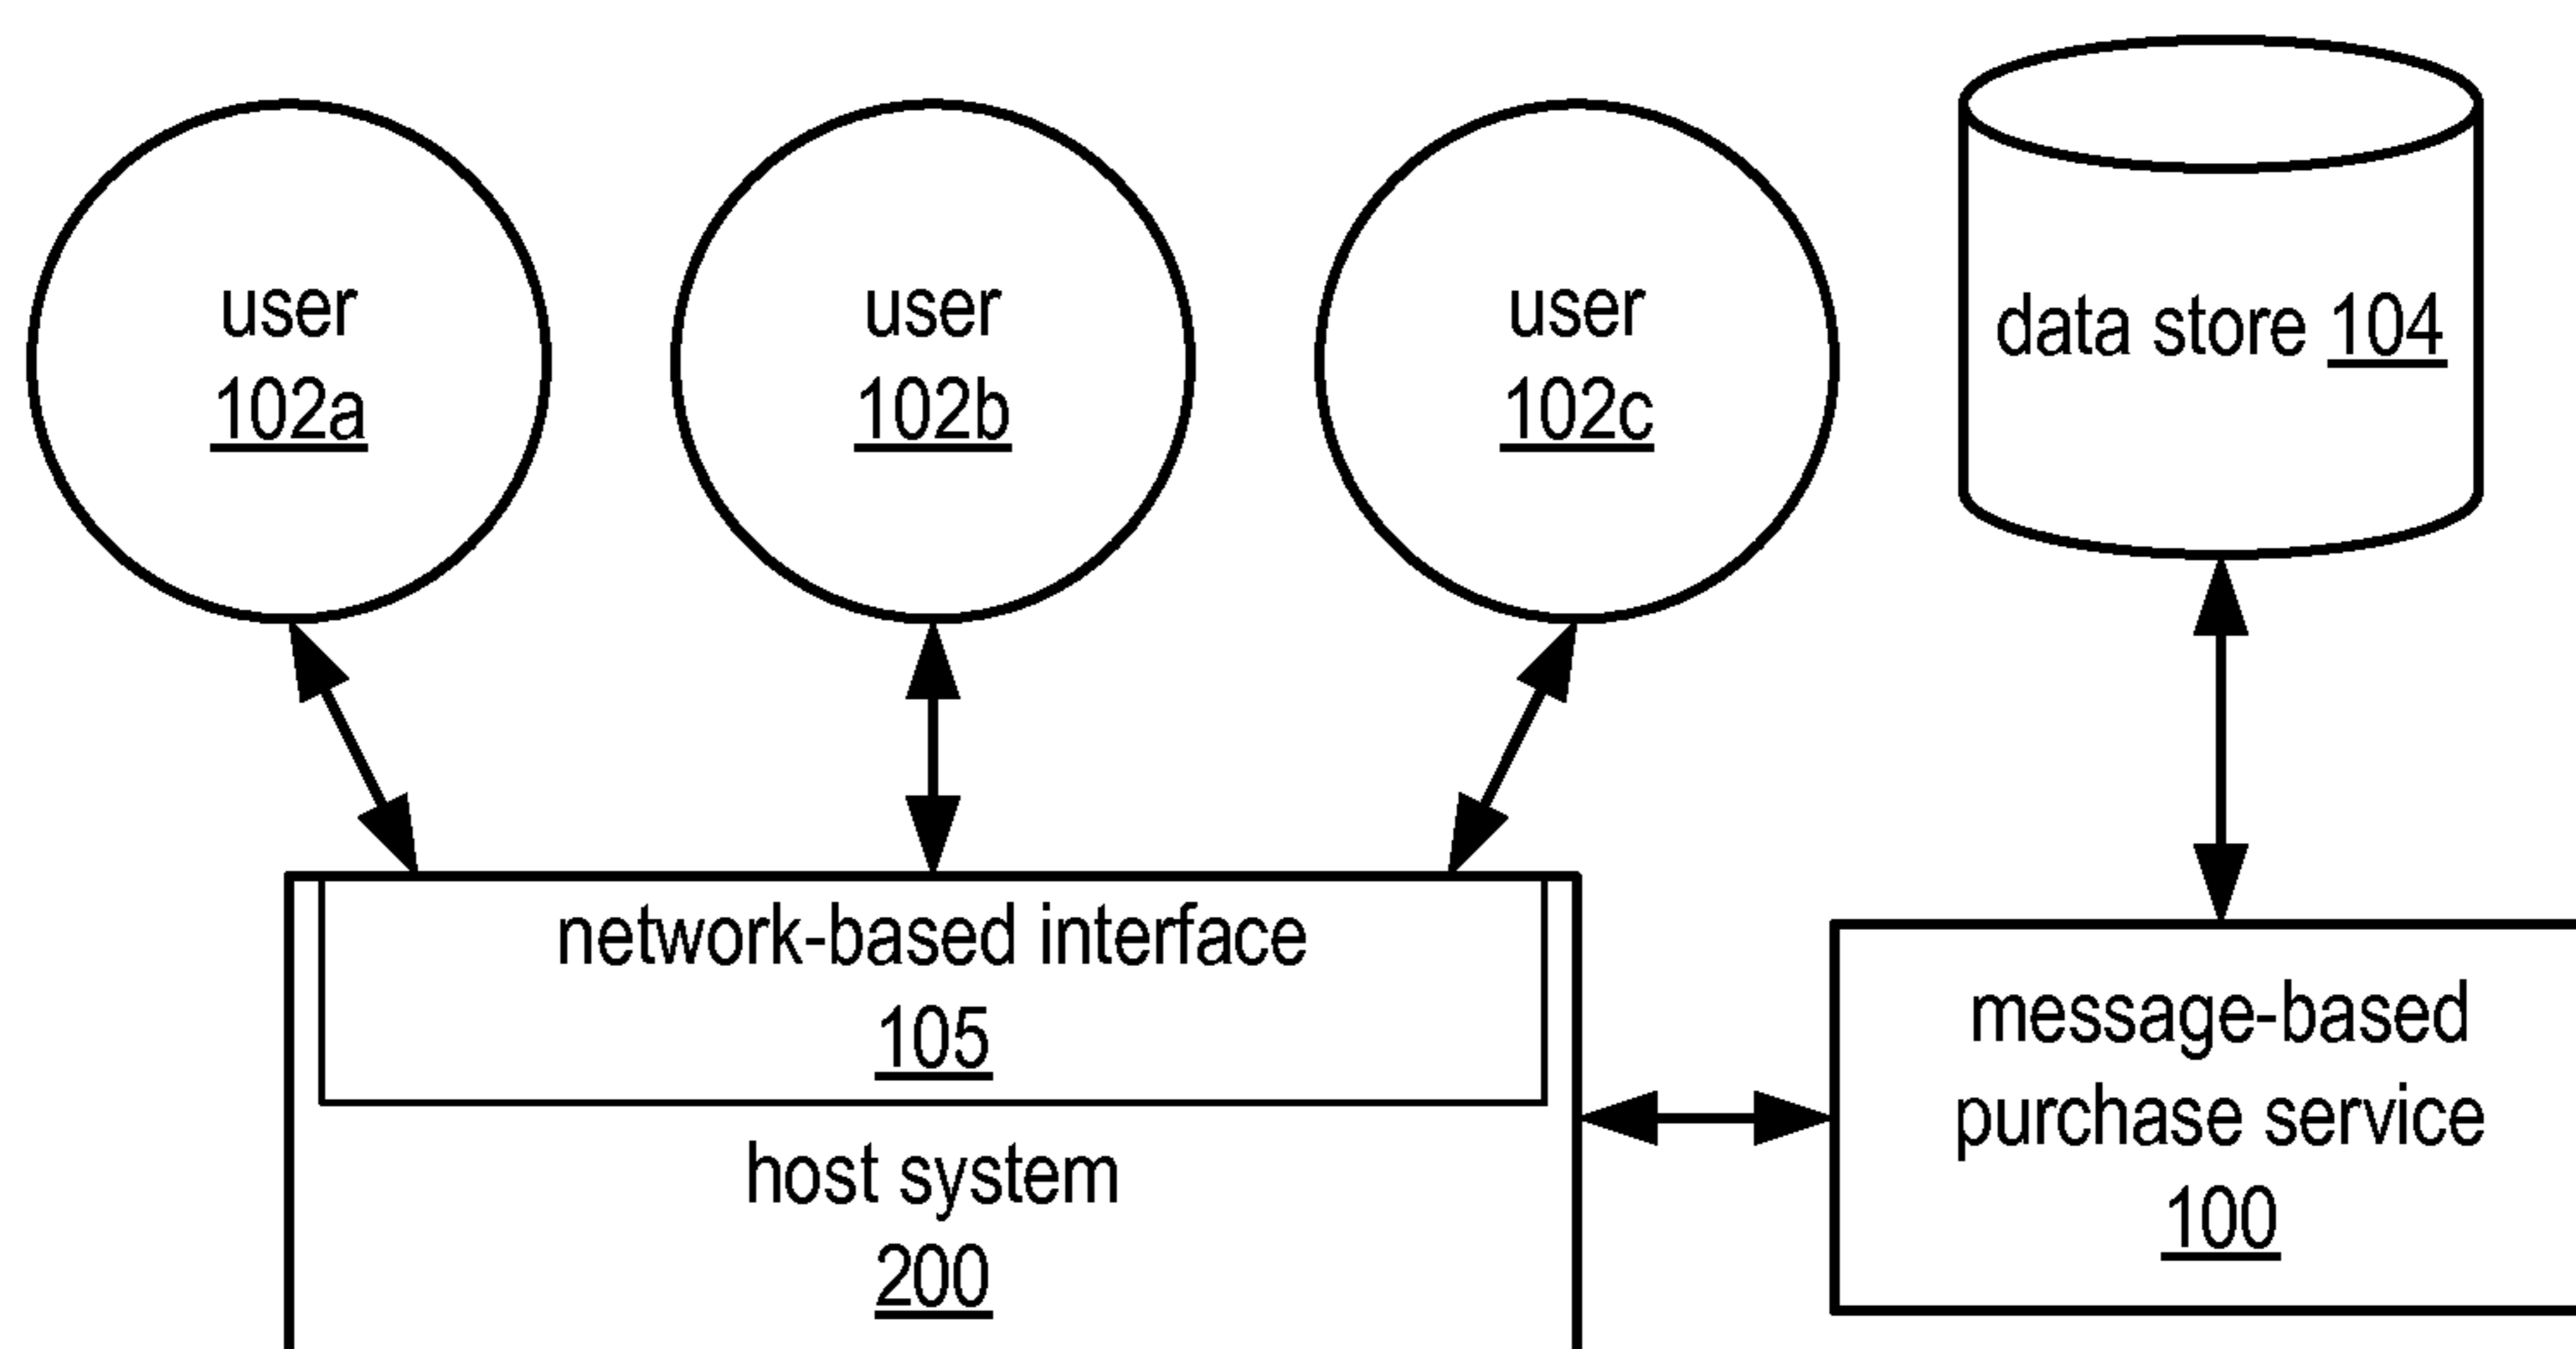 user
102a
user
102b
user
102c
data store 104
network-based interface
105
host system
200
message-based
purchase service
100